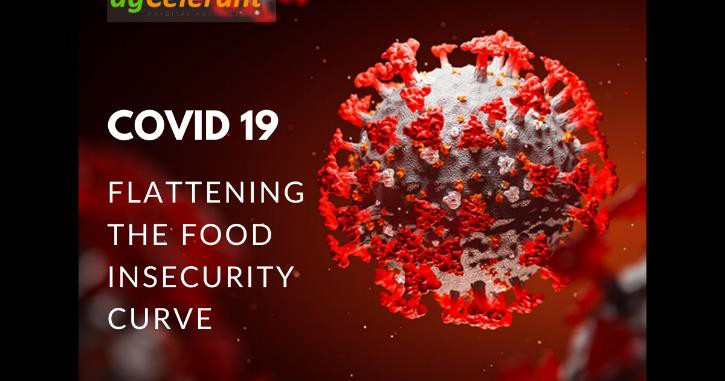 agCelerant
COVID 19
FLATTENING
THE FOOD
INSECURITY
CURVE